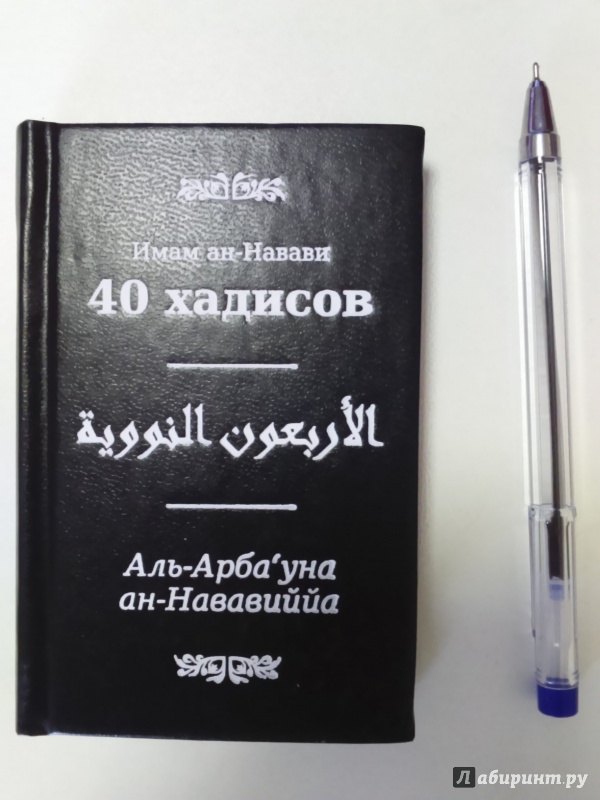 Имам ан-Навави
40 хадисов
الأربعون النووية
Аль-Арба‘уна
ан-Нававиййа
Лабиринт.ру